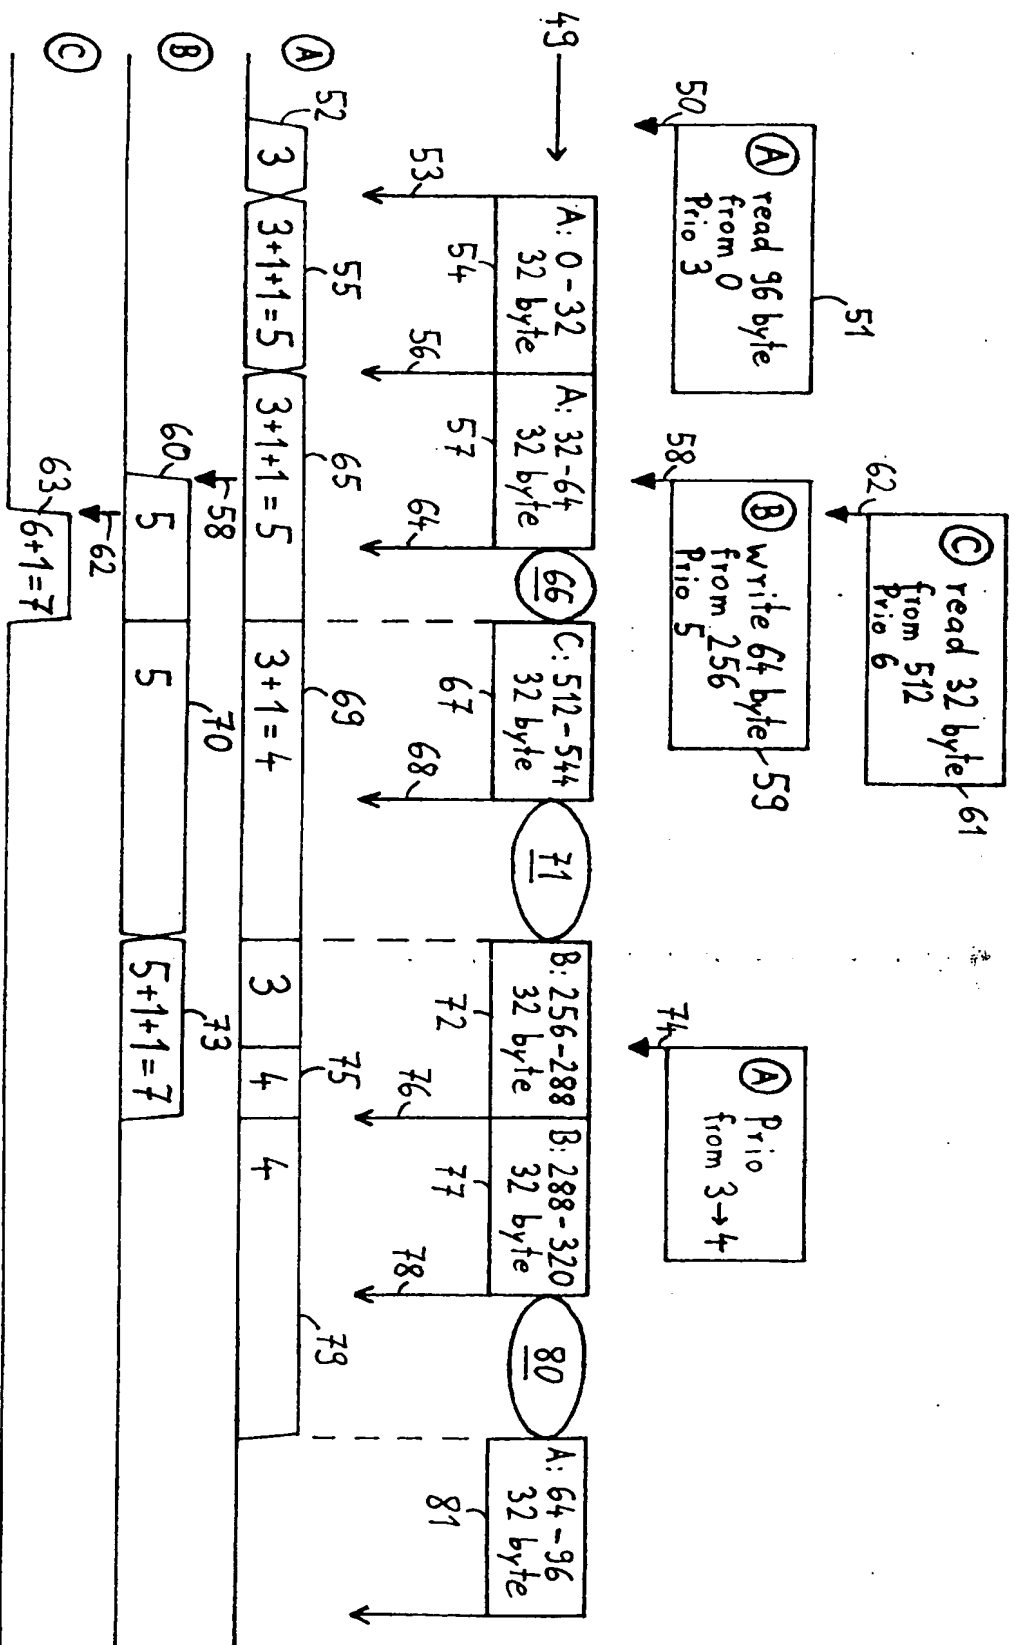 51
Ⓐ read 96 byte
from 0
Prio 3
50
62
Ⓒ read 32 byte
from 512
Prio 6
61
58
Ⓑ write 64 byte
from 256
Prio 5
59
74
Ⓐ Prio
from 3→4
49
A: 0-32
32 byte
A: 32-64
32 byte
66
C: 512-544
32 byte
71
B: 256-288
32 byte
B: 288-320
32 byte
80
A: 64-96
32 byte
54
57
67
72
77
81
53
56
64
68
76
78
Ⓐ
52
55
65
69
75
79
3
3+1+1=5
3+1+1=5
3+1=4
3
4
4
Ⓑ
58
60
70
73
5
5
5+1+1=7
Ⓒ
62
63
6+1=7